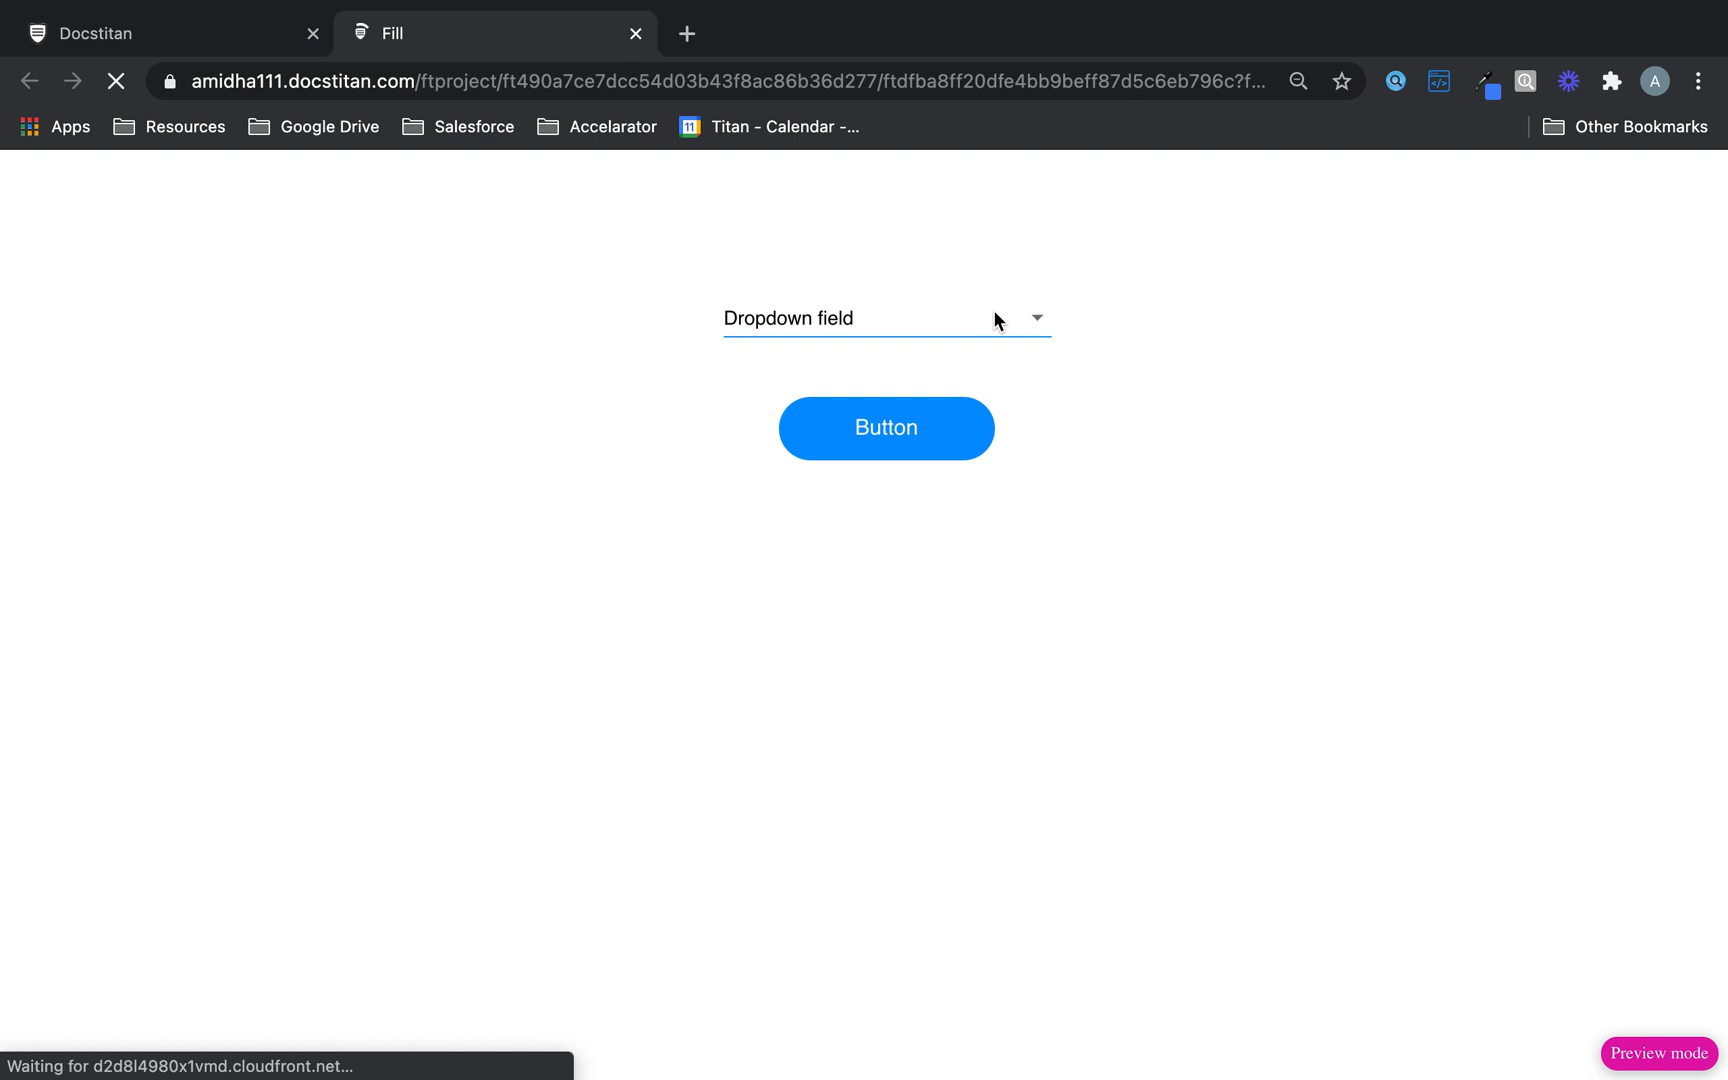 Docstitan
Fill
amidha111.docstitan.com/ftproject/ft490a7ce7dcc54d03b43f8ac86b36d277/ftdfba8ff20dfe4bb9beff87d5c6eb796c?f...
A
Apps
Resources
Google Drive
Salesforce
Accelarator
11
Titan - Calendar -...
Other Bookmarks
Dropdown field
Button
Waiting for d2d8l4980x1vmd.cloudfront.net...
Preview mode